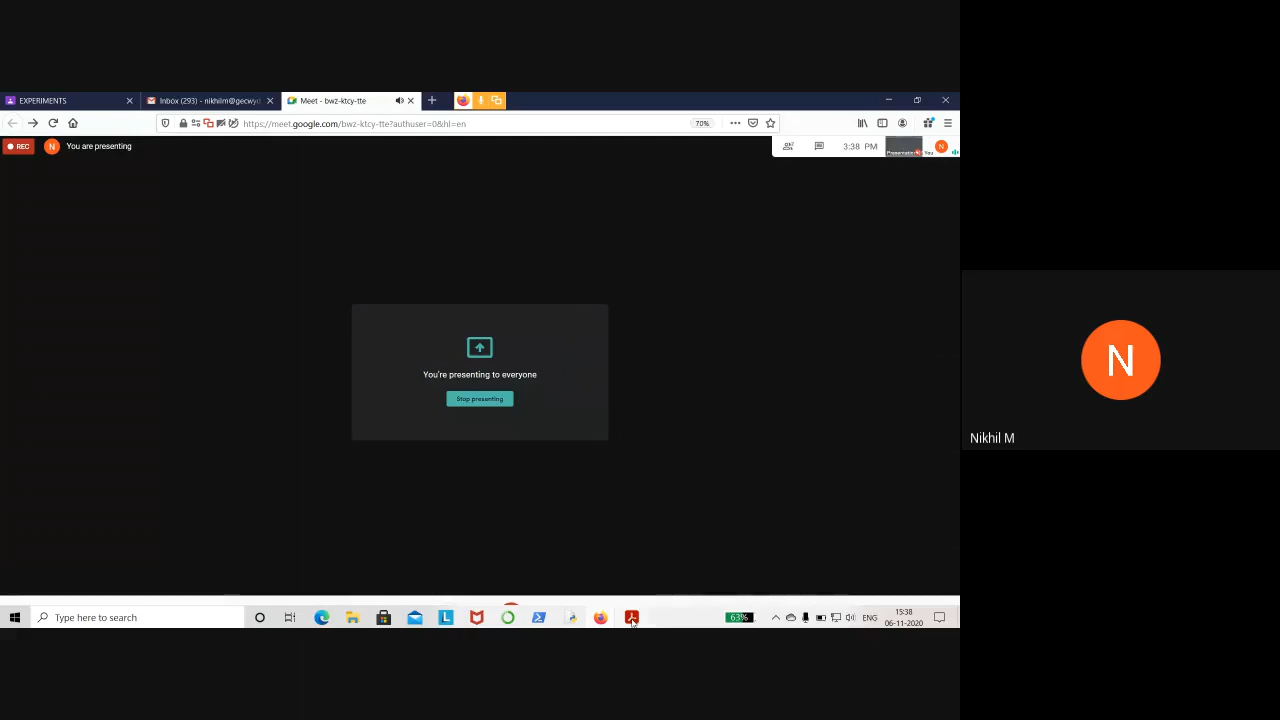 EXPERIMENTS
Inbox (293) - nikhilm@gecwyd
Meet - bwz-ktcy-tte
https://meet.google.com/bwz-ktcy-tte?authuser=0&hl=en
70%
REC
N
You are presenting
3:38 PM
Presentation
You
N
You're presenting to everyone
Stop presenting
N
Nikhil M
Type here to search
L
63%
ENG
15:38
06-11-2020